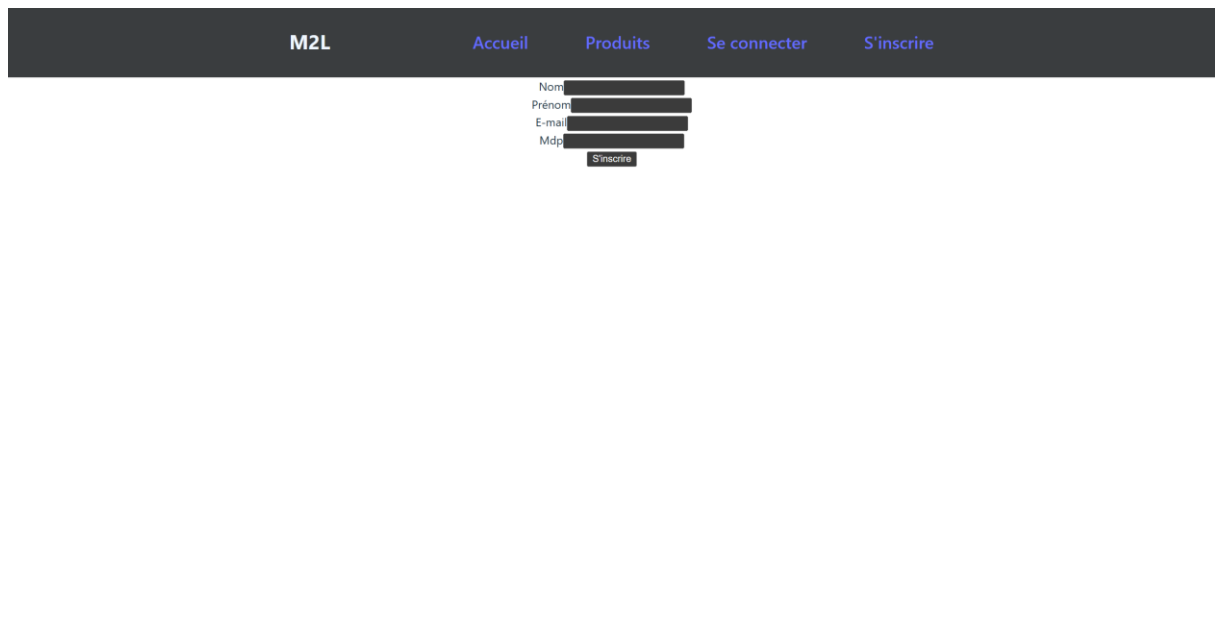 M2L Accueil Produits Se connecter S'inscrire
Nom
Prénom
E-mail
Mdp
S'inscrire